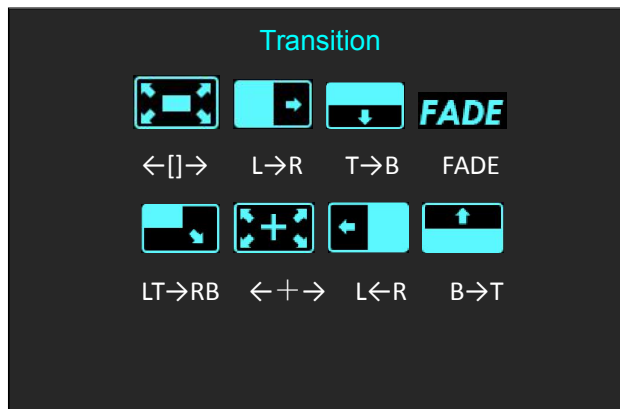 Transition
FADE
←[]→ L→R T→B FADE
LT→RB ←+→ L←R B→T